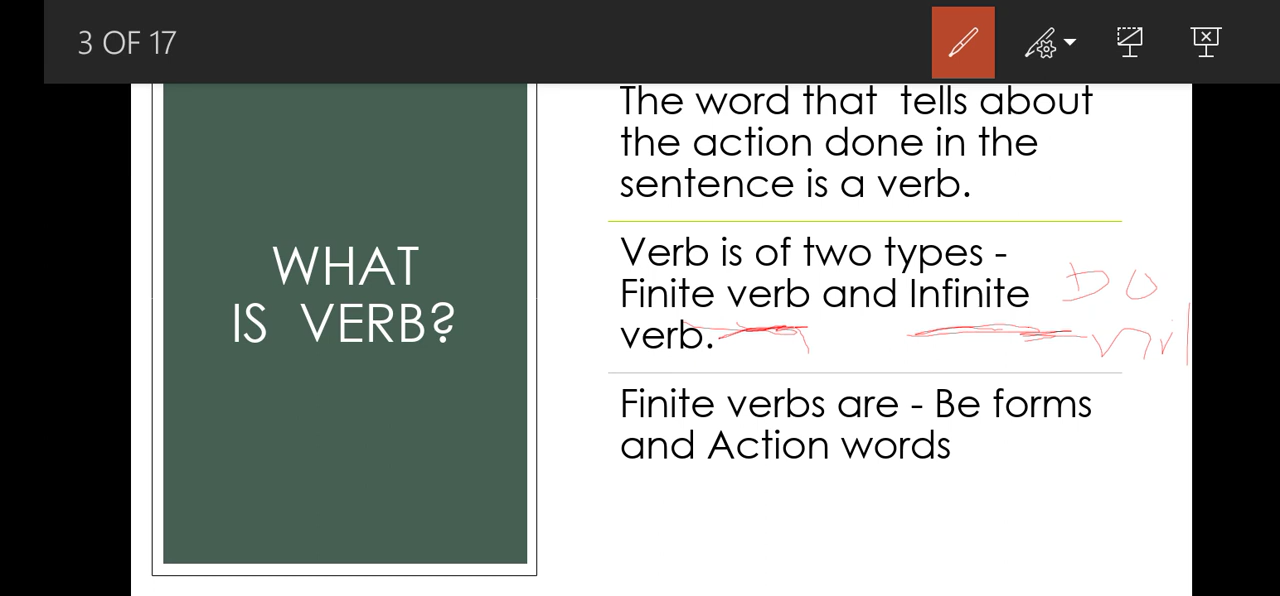 3 OF 17
WHAT
IS VERB?
The word that tells about
the action done in the
sentence is a verb.
Verb is of two types -
Finite verb and Infinite
verb.
Finite verbs are - Be forms
and Action words
DO